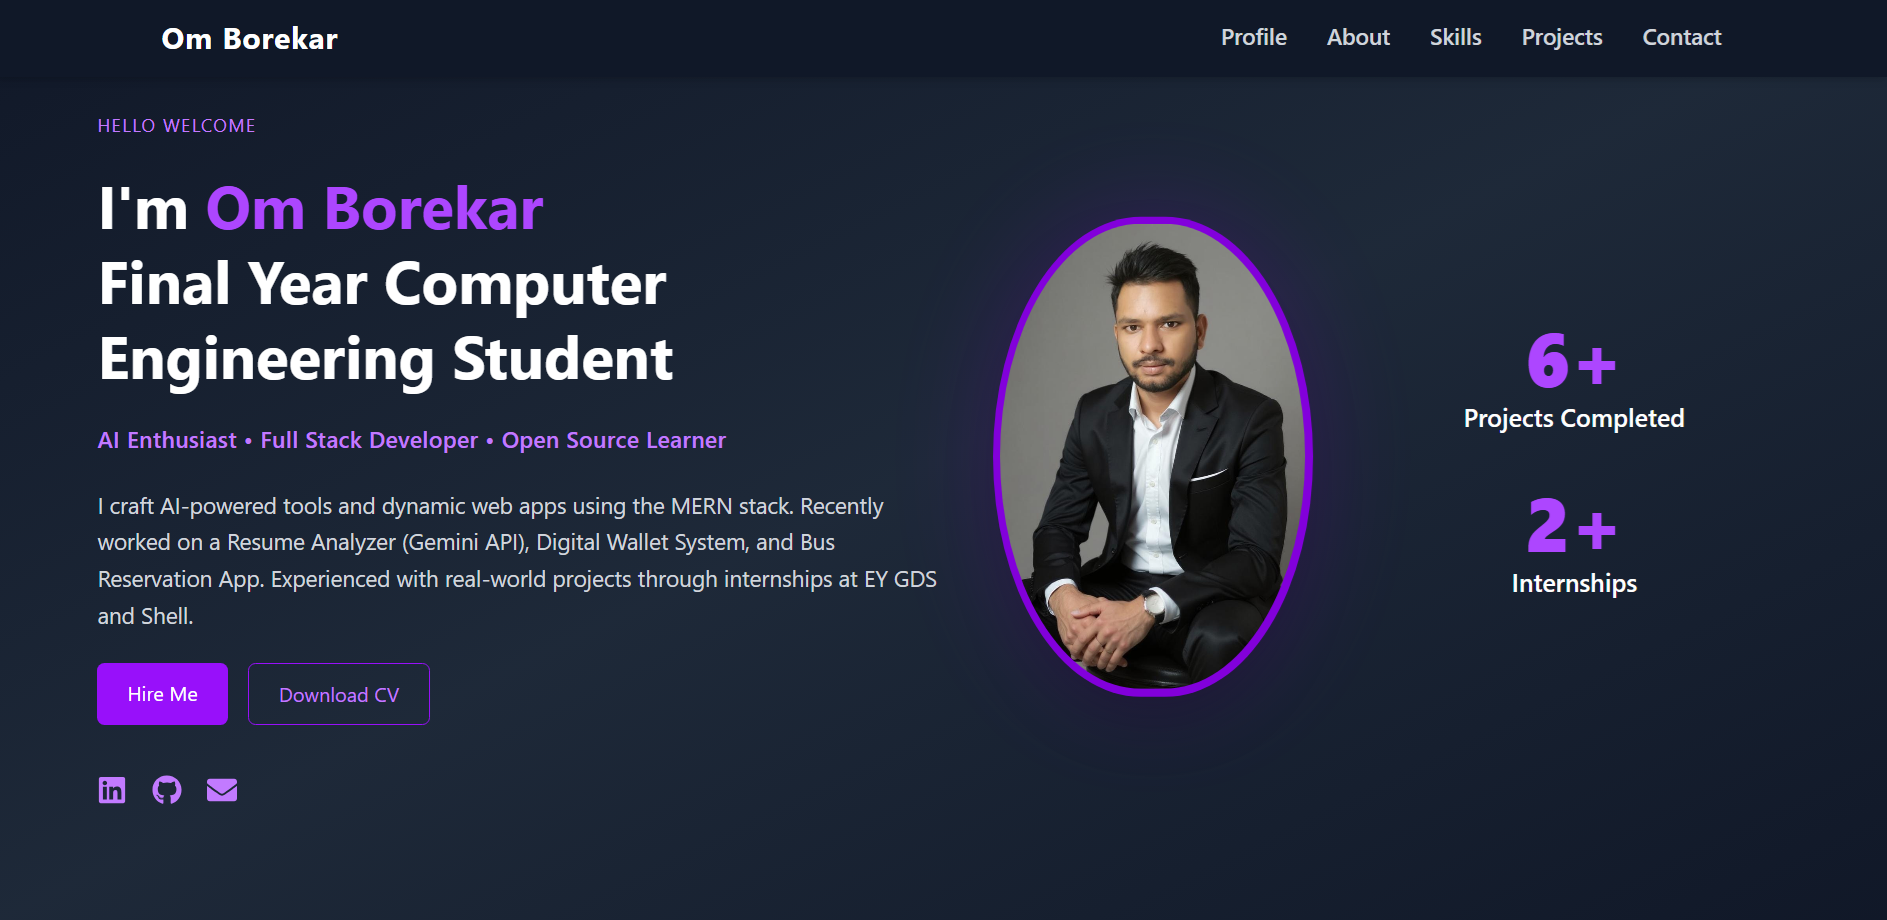 Om Borekar
Profile About Skills Projects Contact
HELLO WELCOME
I'm Om Borekar
Final Year Computer
Engineering Student
AI Enthusiast • Full Stack Developer • Open Source Learner
I craft AI-powered tools and dynamic web apps using the MERN stack. Recently
worked on a Resume Analyzer (Gemini API), Digital Wallet System, and Bus
Reservation App. Experienced with real-world projects through internships at EY GDS
and Shell.
Hire Me
Download CV
in
6+
Projects Completed
2+
Internships